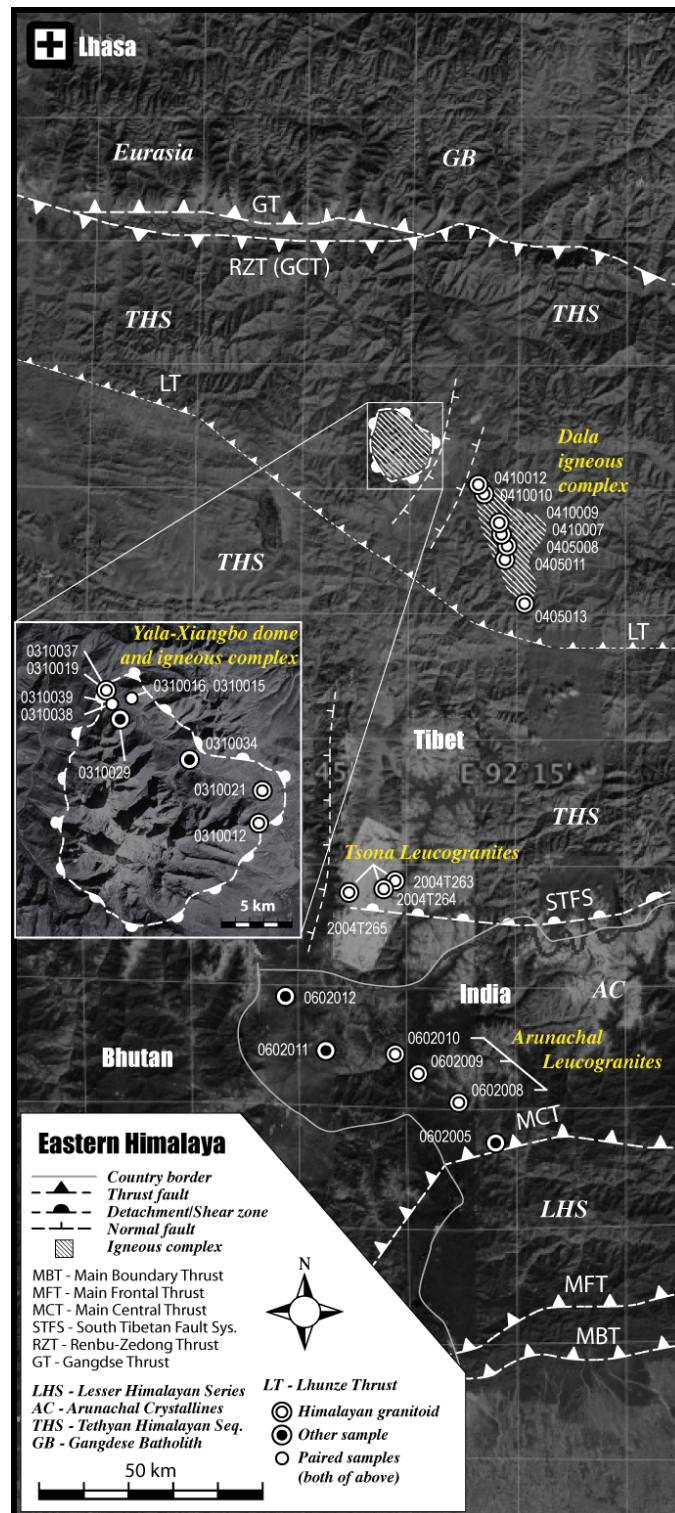 Lhasa
Eurasia
GB
GT
RZT (GCT)
THS
THS
LT
Dala
igneous
complex
0410012
0410010
0410009
0410007
0405008
0405011
0405013
THS
LT
Yala-Xiangbo dome
and igneous complex
0310037
0310019
0310016, 0310015
0310039
0310038
0310029
0310034
0310021
0310012
5 km
Tibet
45'
E 92 15'
THS
Tsona Leucogranites
2004T263
2004T264
2004T265
STFS
0602012
India
AC
Bhutan
0602011
0602010
0602009
0602008
Arunachal
Leucogranites
0602005
MCT
LHS
MFT
MBT
Eastern Himalaya
Country border
Thrust fault
Detachment/Shear zone
Normal fault
Igneous complex
MBT - Main Boundary Thrust
MFT - Main Frontal Thrust
MCT - Main Central Thrust
STFS - South Tibetan Fault Sys.
RZT - Renbu-Zedong Thrust
GT - Gangdse Thrust
N
LHS - Lesser Himalayan Series
AC - Arunachal Crystallines
THS - Tethyan Himalayan Seq.
GB - Gangdese Batholith
LT - Lhunze Thrust
Himalayan granitoid
Other sample
Paired samples
(both of above)
50 km